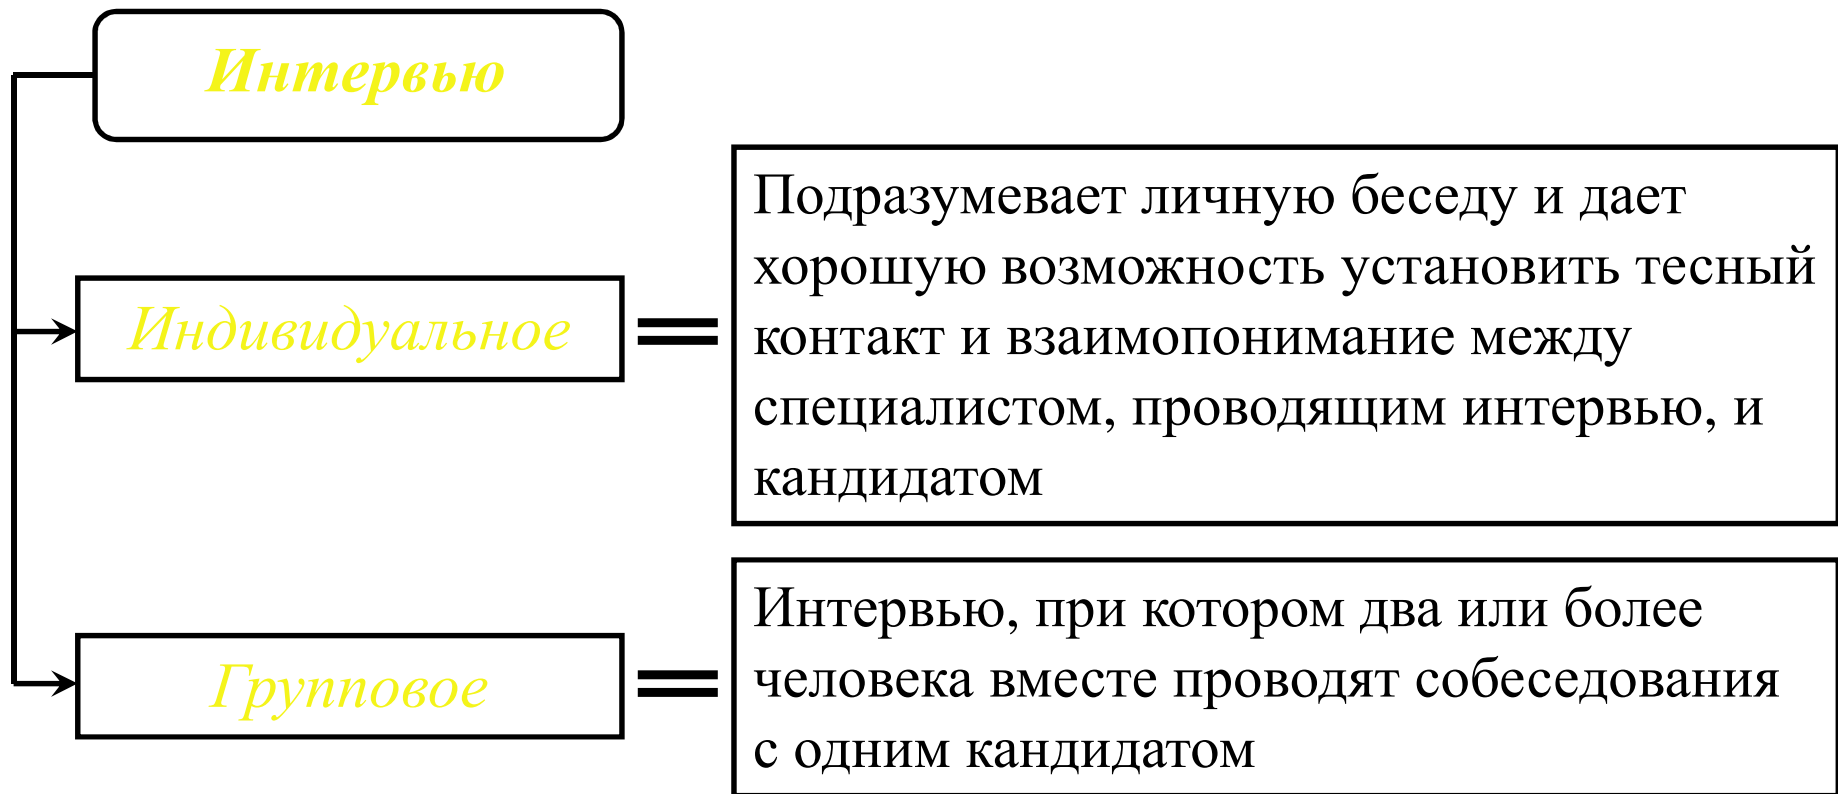 Интервью
Индивидуальное
Подразумевает личную беседу и дает
хорошую возможность установить тесный
контакт и взаимопонимание между
специалистом, проводящим интервью, и
кандидатом
Групповое
Интервью, при котором два или более
человека вместе проводят собеседования
с одним кандидатом